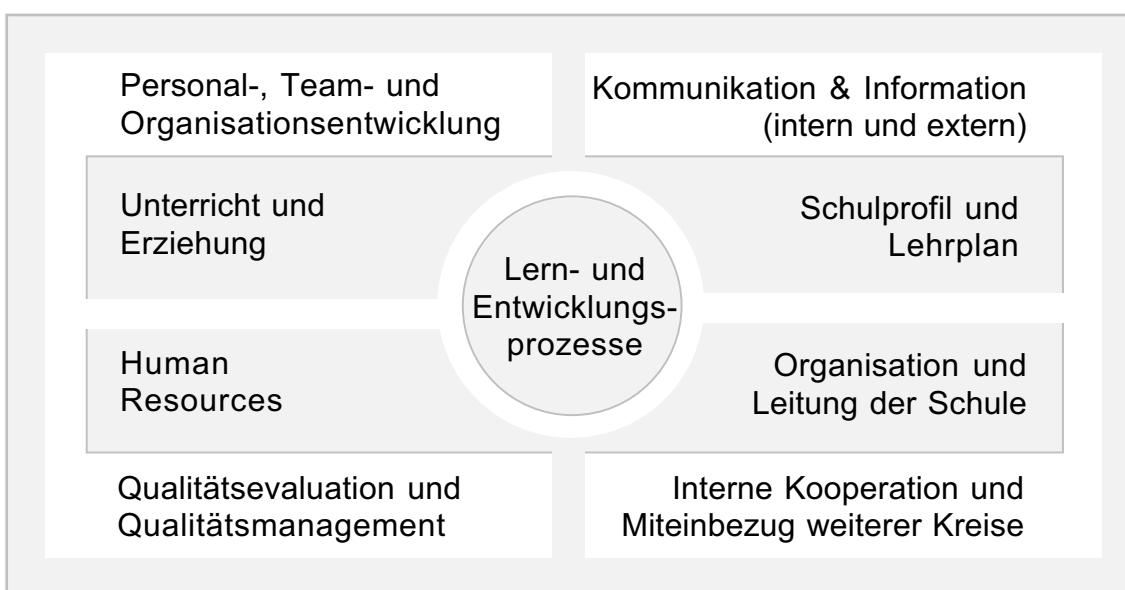 Personal-, Team- und
Organisationsentwicklung
Kommunikation & Information
(intern und extern)
Unterricht und
Erziehung
Schulprofil und
Lehrplan
Lern- und
Entwicklungs-
prozesse
Human
Resources
Organisation und
Leitung der Schule
Qualitätsevaluation und
Qualitätsmanagement
Interne Kooperation und
Miteinbezug weiterer Kreise